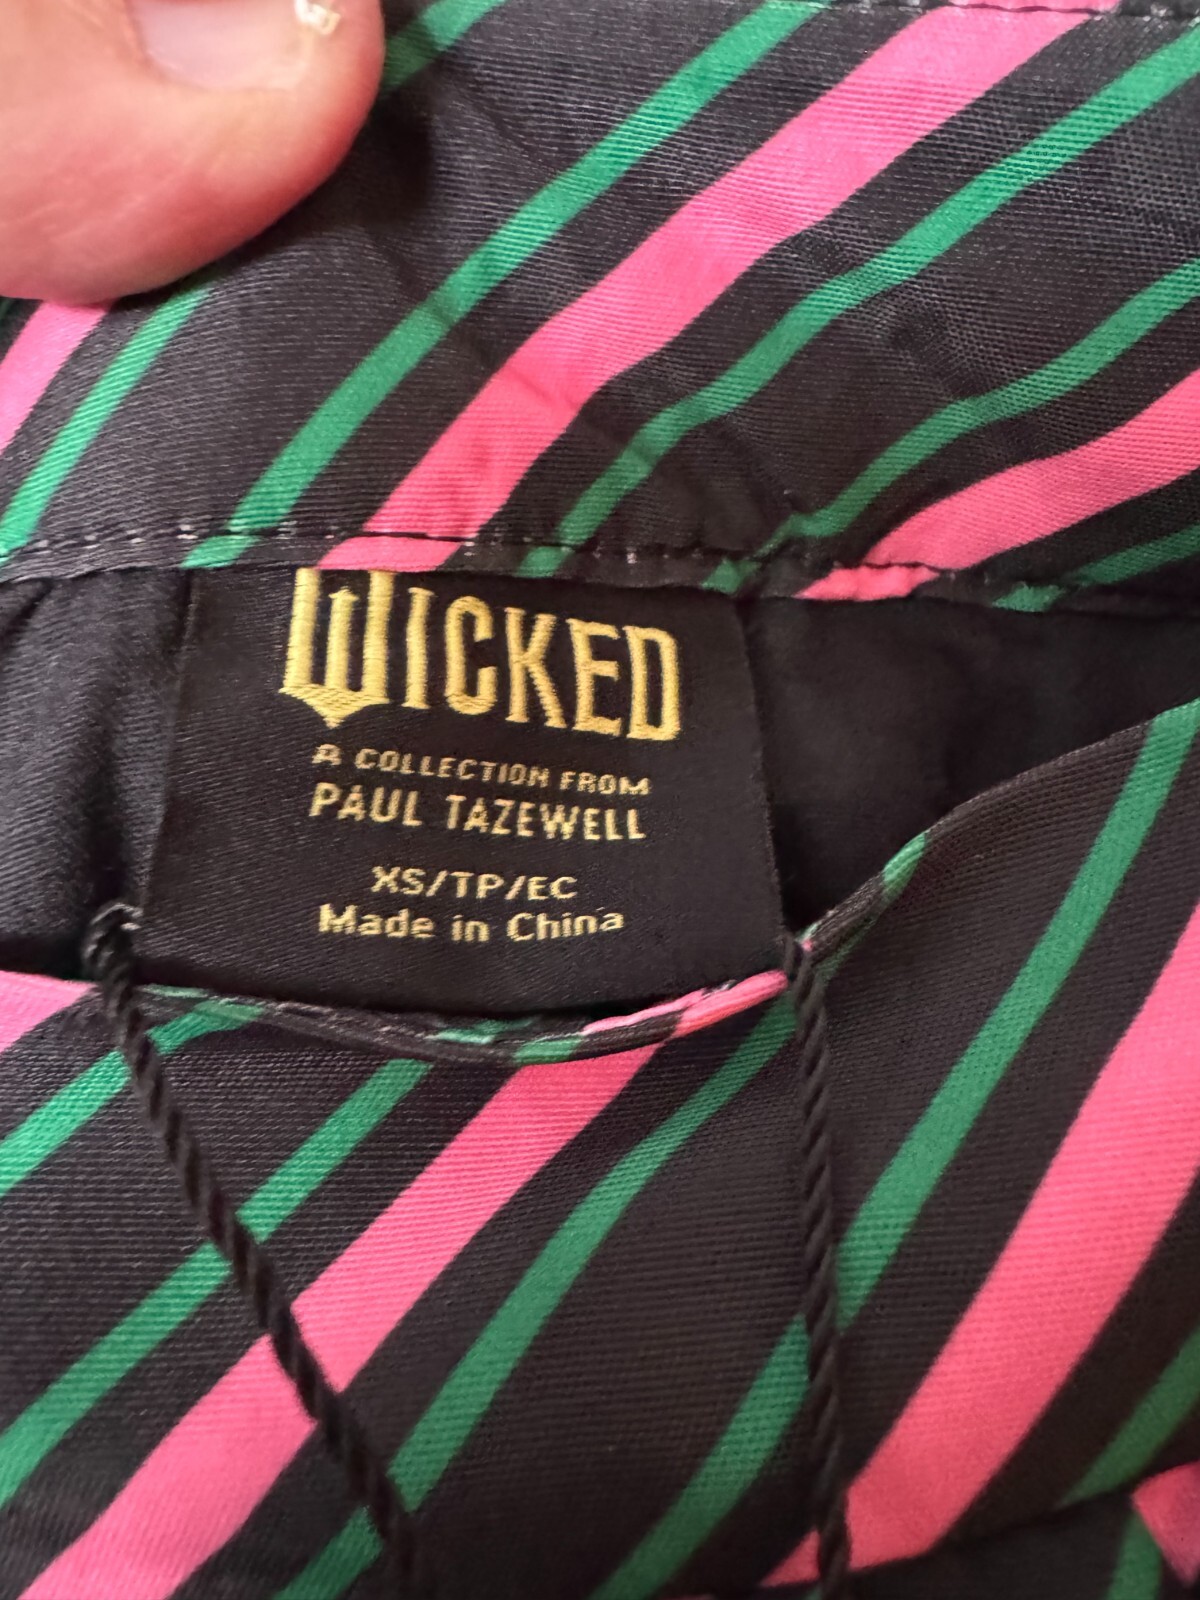 WICKED
A COLLECTION FROM
PAUL TAZEWELL
XS/TP/EC
Made in China